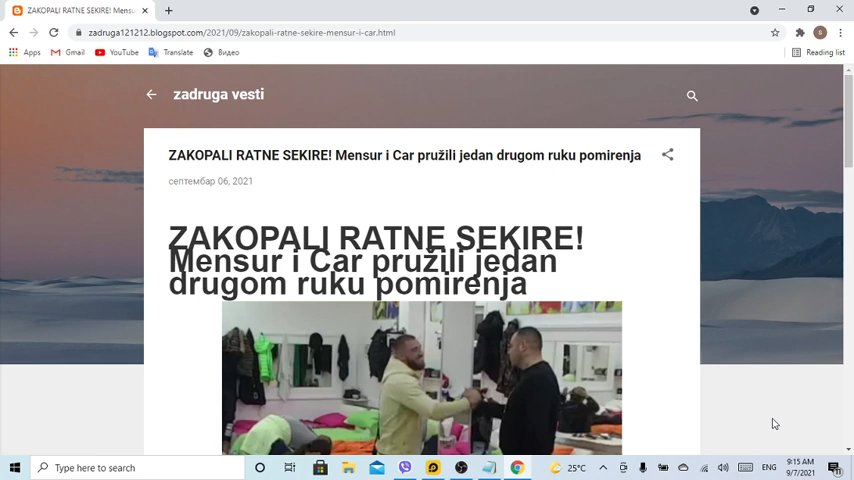 ZAKOPALI RATNE SEKIRE! Mensu
zadruga121212.blogspot.com/2021/09/zakopali-ratne-sekire-mensur-i-car.html
B
Apps Gmail YouTube Translate Видео Reading list
zadruga vesti
ZAKOPALI RATNE SEKIRE! Mensur i Car pružili jedan drugom ruku pomirenja
септембар 06, 2021
ZAKOPALI RATNE SEKIRE!
Mensur i Car pružili jedan
drugom ruku pomirenja
Type here to search 25°C ENG 9:15 AM
9/7/2021